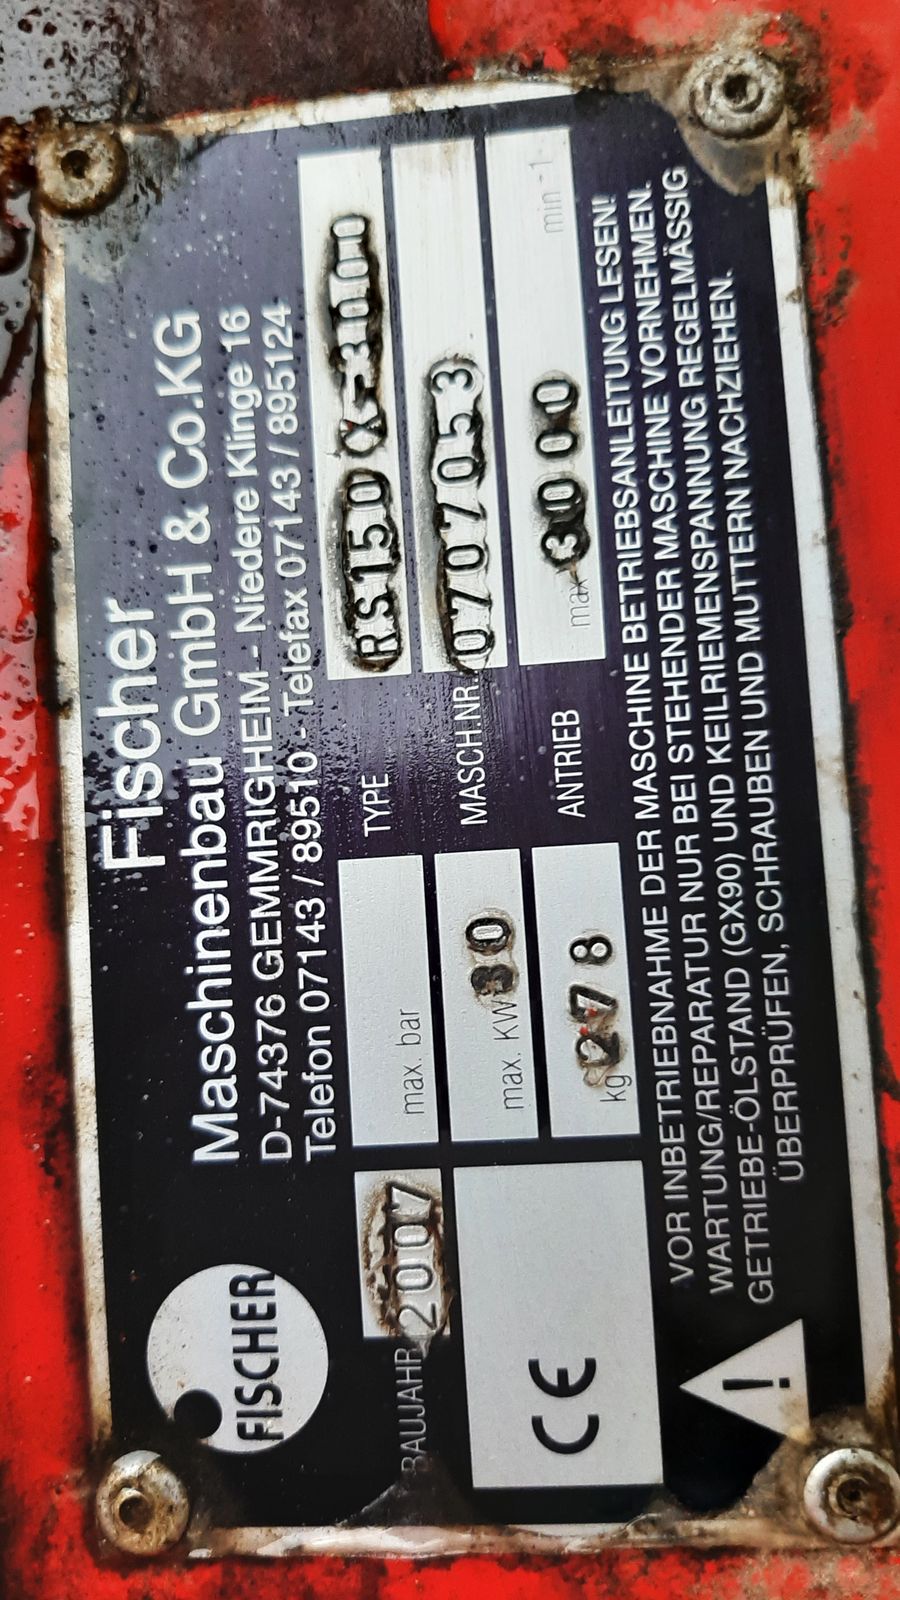 FISCHER
Fischer
Maschinenbau GmbH & Co.KG
D-74376 GEMMRIGHEIM - Niedere Klinge 16
Telefon 07143 / 89510 - Telefax 07143 / 895124
BAUJAHR 2007
max. bar
TYPE RS150 X-3000
max. KW 30
MASCH.NR. 0707053
kg 278
ANTRIEB max 3000 min -1
CE
VOR INBETRIEBNAHME DER MASCHINE BETRIEBSANLEITUNG LESEN!
WARTUNG/REPARATUR NUR BEI STEHENDER MASCHINE VORNEHMEN.
GETRIEBE-ÖLSTAND (GX90) UND KEILRIEMENSPANNUNG REGELMÄSSIG
ÜBERPRÜFEN, SCHRAUBEN UND MUTTERN NACHZIEHEN.